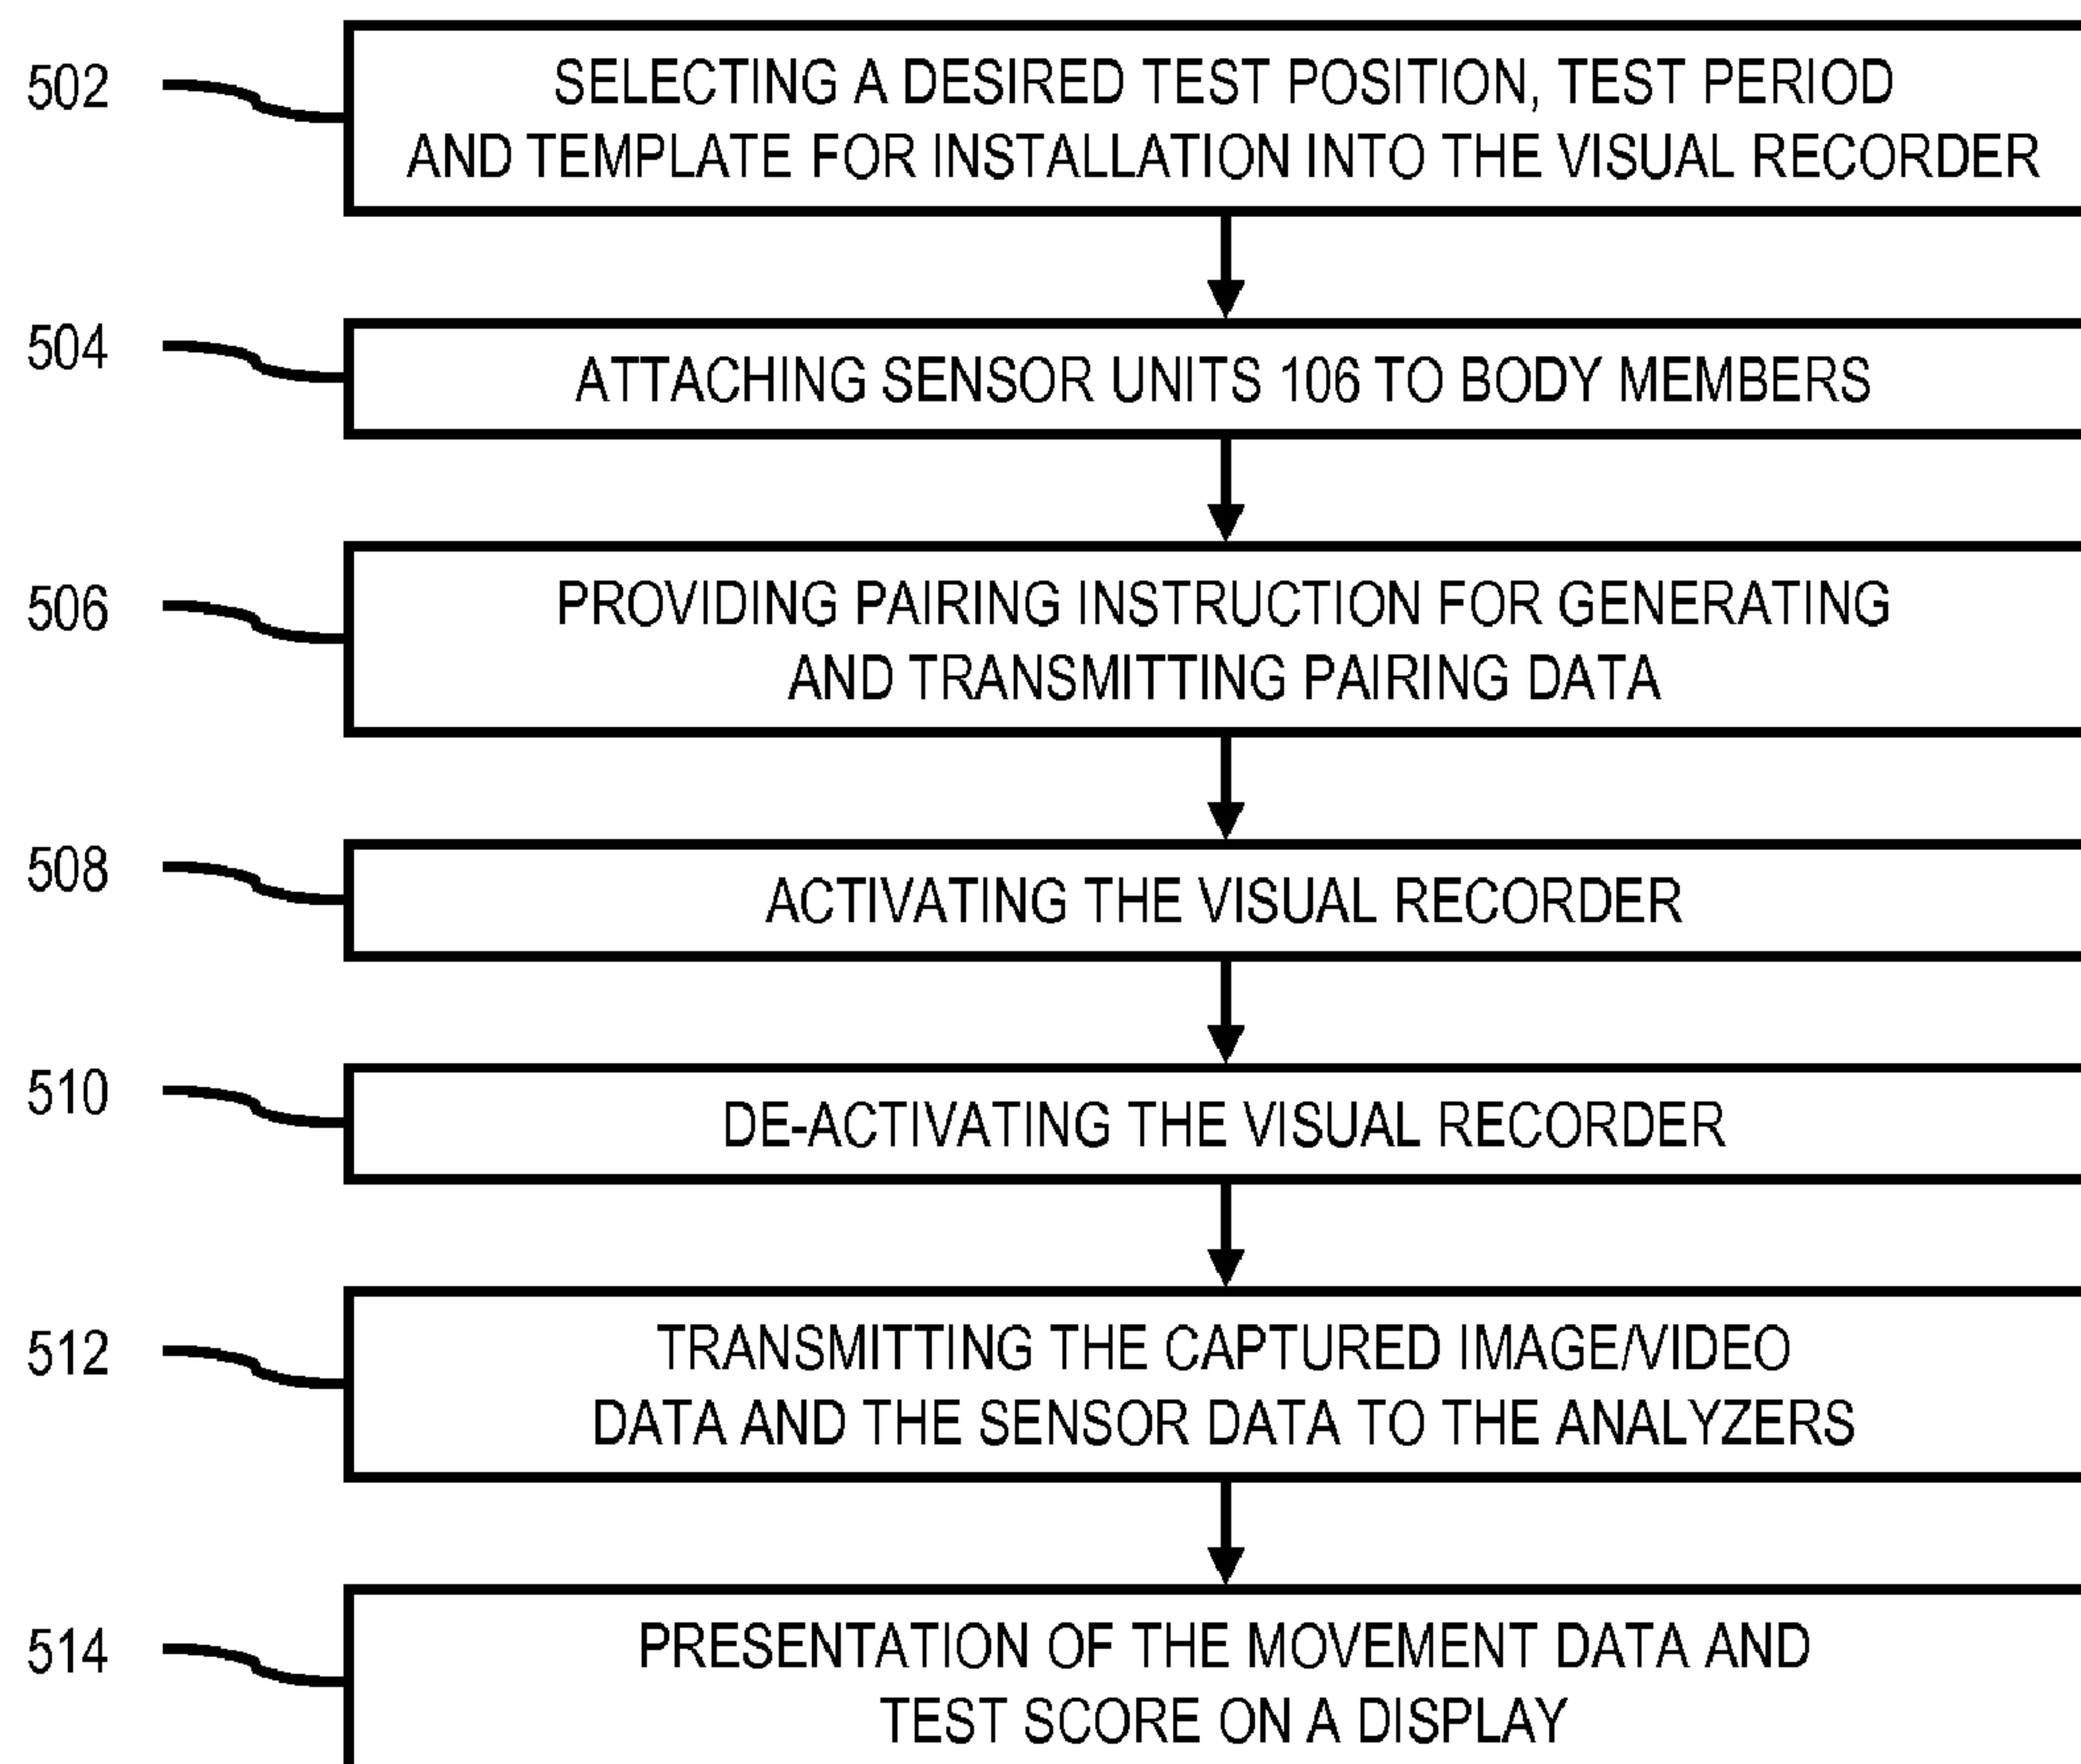 502
SELECTING A DESIRED TEST POSITION, TEST PERIOD
AND TEMPLATE FOR INSTALLATION INTO THE VISUAL RECORDER
504
ATTACHING SENSOR UNITS 106 TO BODY MEMBERS
506
PROVIDING PAIRING INSTRUCTION FOR GENERATING
AND TRANSMITTING PAIRING DATA
508
ACTIVATING THE VISUAL RECORDER
510
DE-ACTIVATING THE VISUAL RECORDER
512
TRANSMITTING THE CAPTURED IMAGE/VIDEO
DATA AND THE SENSOR DATA TO THE ANALYZERS
514
PRESENTATION OF THE MOVEMENT DATA AND
TEST SCORE ON A DISPLAY